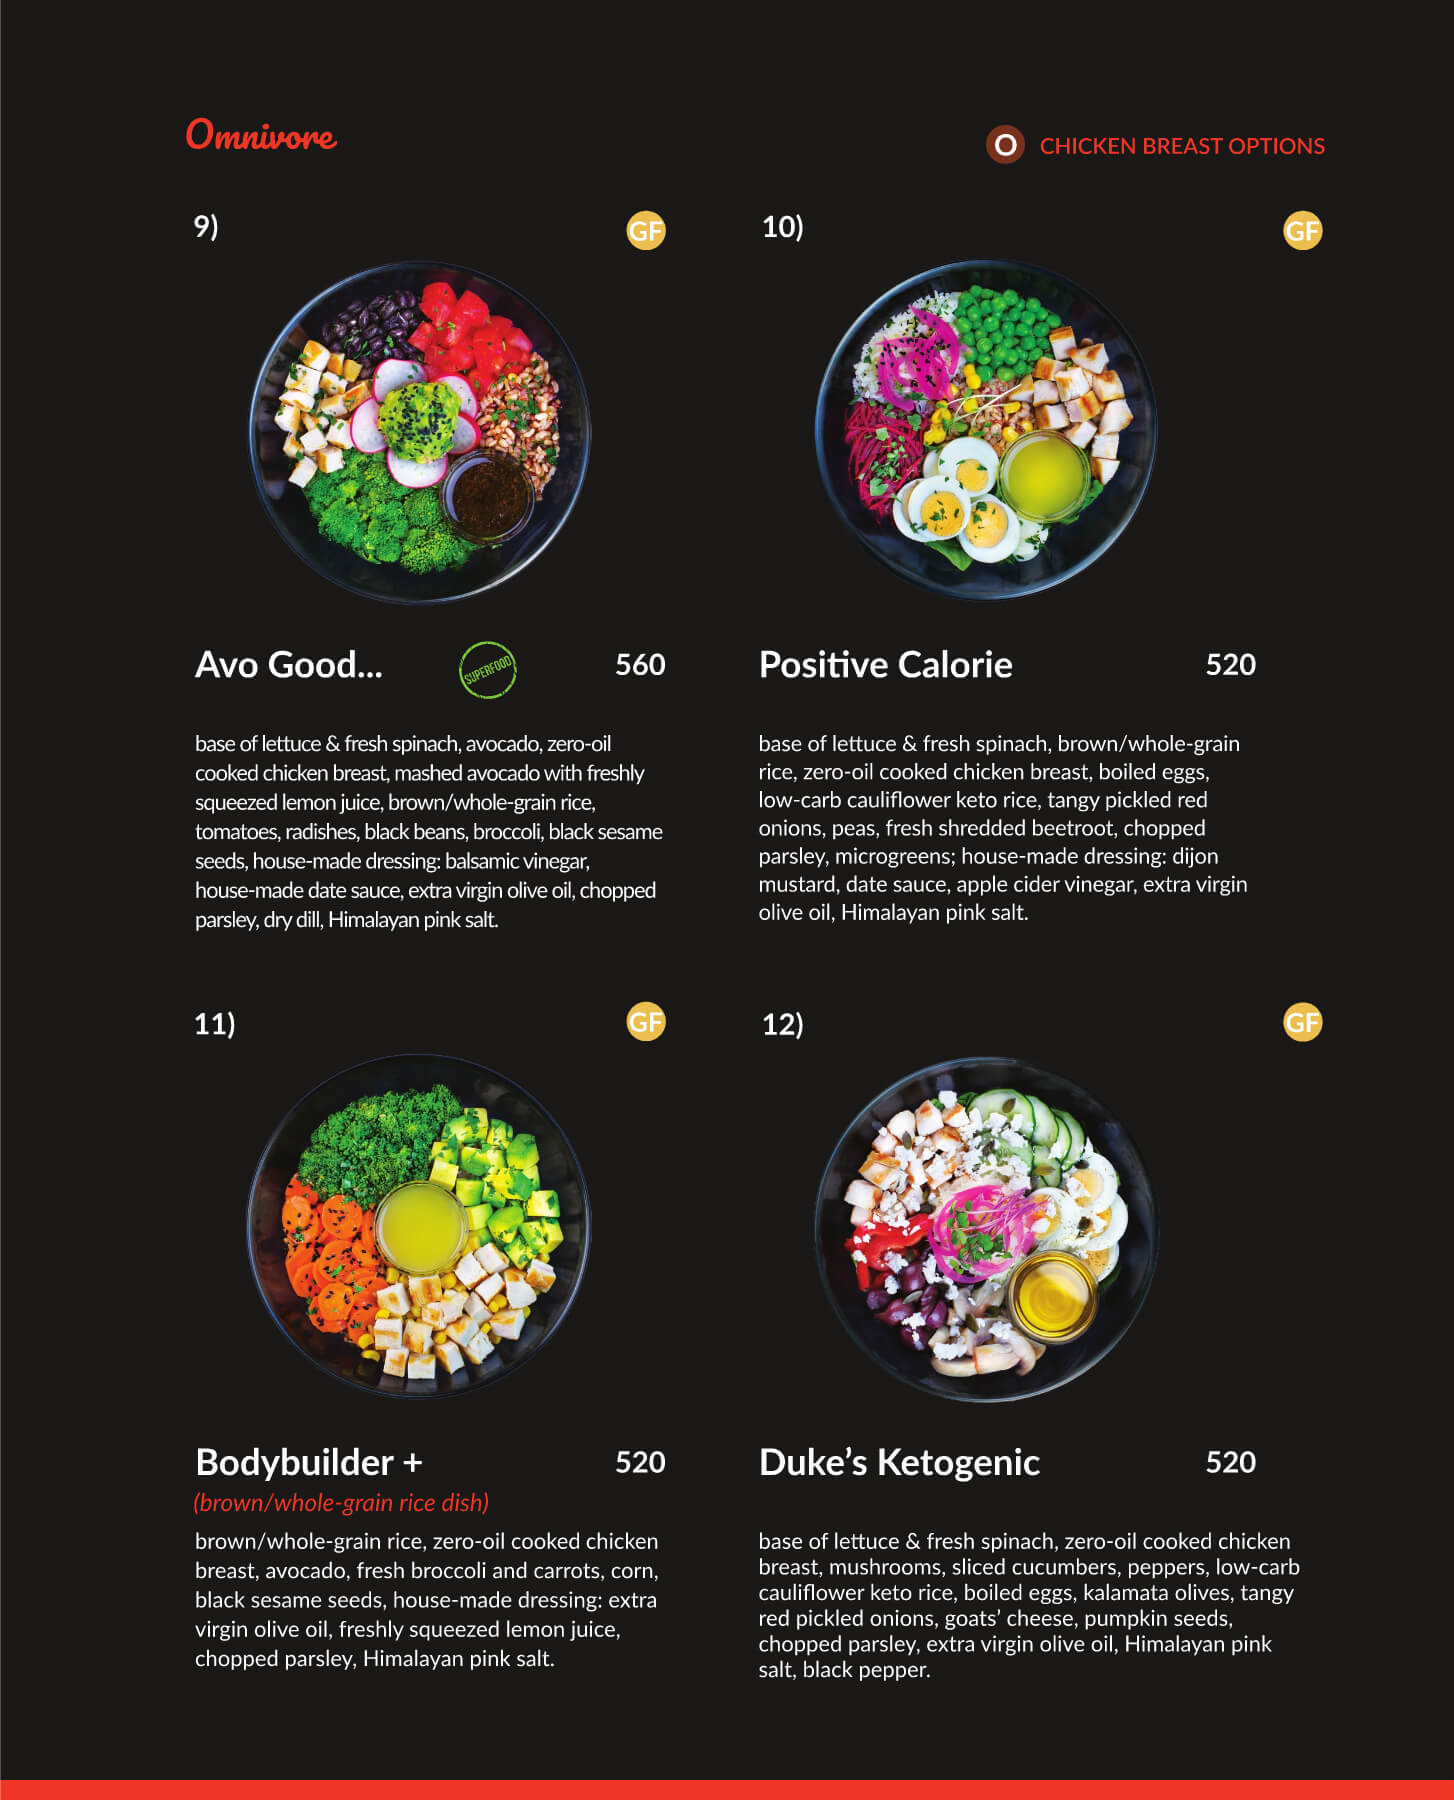 Omnivore
O CHICKEN BREAST OPTIONS
9)
GF
Avo Good...
SUPERFOOD
560
base of lettuce & fresh spinach, avocado, zero-oil
cooked chicken breast, mashed avocado with freshly
squeezed lemon juice, brown/whole-grain rice,
tomatoes, radishes, black beans, broccoli, black sesame
seeds, house-made dressing: balsamic vinegar,
house-made date sauce, extra virgin olive oil, chopped
parsley, dry dill, Himalayan pink salt.
10)
GF
Positive Calorie
520
base of lettuce & fresh spinach, brown/whole-grain
rice, zero-oil cooked chicken breast, boiled eggs,
low-carb cauliflower keto rice, tangy pickled red
onions, peas, fresh shredded beetroot, chopped
parsley, microgreens; house-made dressing: dijon
mustard, date sauce, apple cider vinegar, extra virgin
olive oil, Himalayan pink salt.
11)
GF
Bodybuilder +
520
(brown/whole-grain rice dish)
brown/whole-grain rice, zero-oil cooked chicken
breast, avocado, fresh broccoli and carrots, corn,
black sesame seeds, house-made dressing: extra
virgin olive oil, freshly squeezed lemon juice,
chopped parsley, Himalayan pink salt.
12)
GF
Duke's Ketogenic
520
base of lettuce & fresh spinach, zero-oil cooked chicken
breast, mushrooms, sliced cucumbers, peppers, low-carb
cauliflower keto rice, boiled eggs, kalamata olives, tangy
red pickled onions, goats' cheese, pumpkin seeds,
chopped parsley, extra virgin olive oil, Himalayan pink
salt, black pepper.